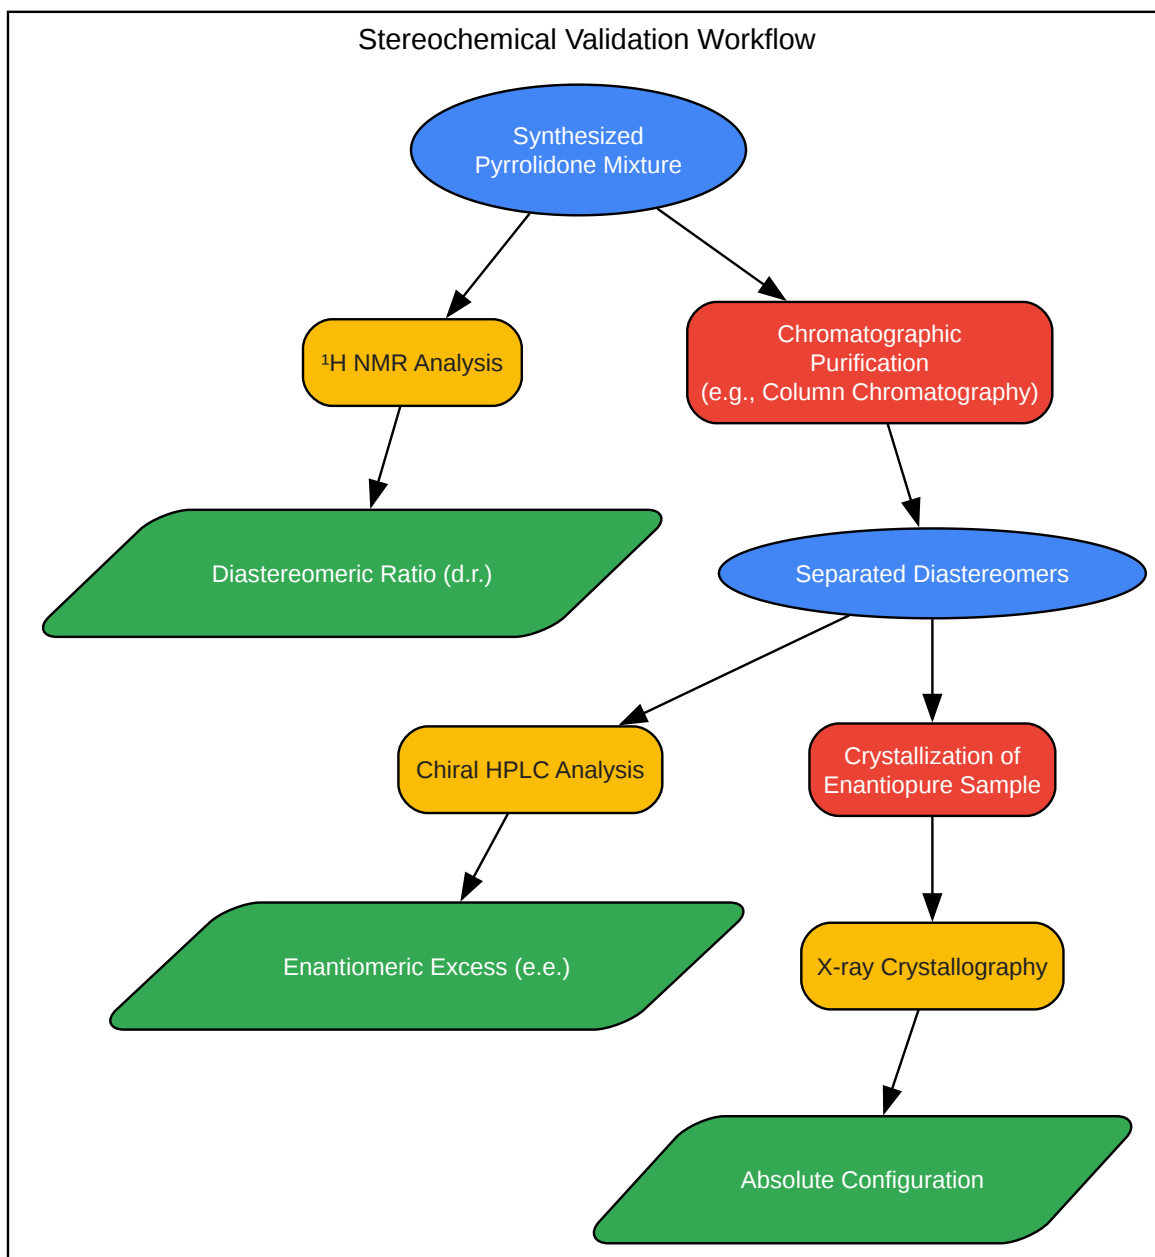 Stereochemical Validation Workflow
Synthesized
Pyrrolidone Mixture
¹H NMR Analysis
Chromatographic
Purification
(e.g., Column Chromatography)
Diastereomeric Ratio (d.r.)
Separated Diastereomers
Chiral HPLC Analysis
Crystallization of
Enantiopure Sample
Enantiomeric Excess (e.e.)
X-ray Crystallography
Absolute Configuration